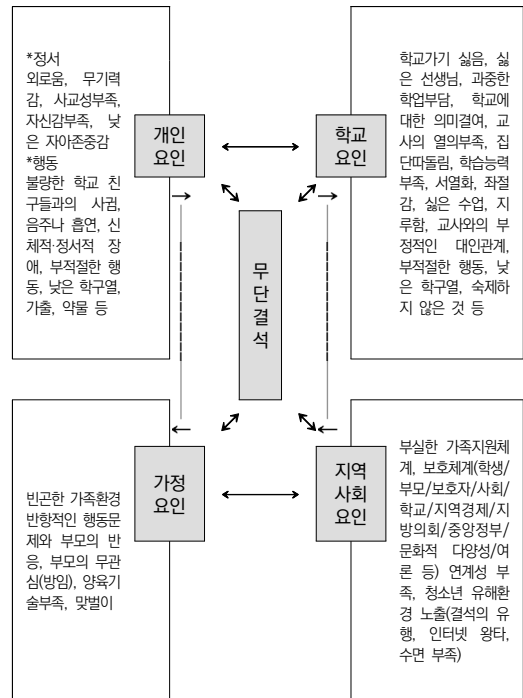 *정서
외로움, 무기력
감, 사교성부족,
자신감부족, 낮
은 자아존중감
*행동
불량한 학교 친
구들과의 사귐,
음주나 흡연, 신
체적·정서적 장
애, 부적절한 행
동, 낮은 학구열,
가출, 약물 등
개인
요인
학교
요인
학교가기 싫음, 싫
은 선생님, 과중한
학업부담, 학교에
대한 의미결여, 교
사의 열의부족, 집
단따돌림, 학습능력
부족, 서열화, 좌절
감, 싫은 수업, 지
루함, 교사와의 부
정적인 대인관계,
부적절한 행동, 낮
은 학구열, 숙제하
지 않은 것 등
무
단
결
석
빈곤한 가족환경
반항적인 행동문
제와 부모의 반
응, 부모의 무관
심(방임), 양육기
술부족, 맞벌이
가정
요인
지역
사회
요인
부실한 가족지원체
계, 보호체계(학생/
부모/보호자/사회/
학교/지역경제/지
방의회/중앙정부/
문화적 다양성/여
론 등) 연계성 부
족, 청소년 유해환
경 노출(결석의 유
행, 인터넷 왕타,
수면 부족)